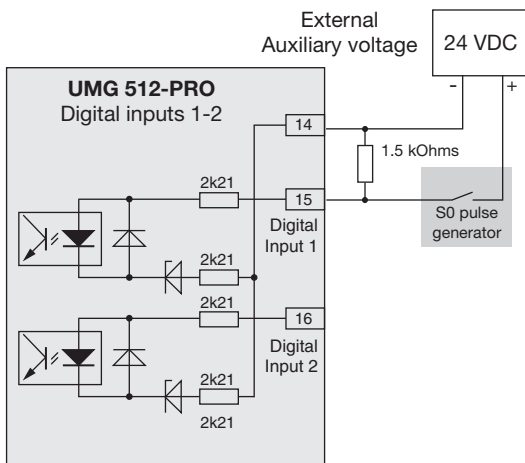 External
Auxiliary voltage
24 VDC
- +
UMG 512-PRO
Digital inputs 1-2
14
1.5 kOhms
2k21
15
Digital
Input 1
S0 pulse
generator
2k21
2k21
16
Digital
Input 2
2k21
2k21